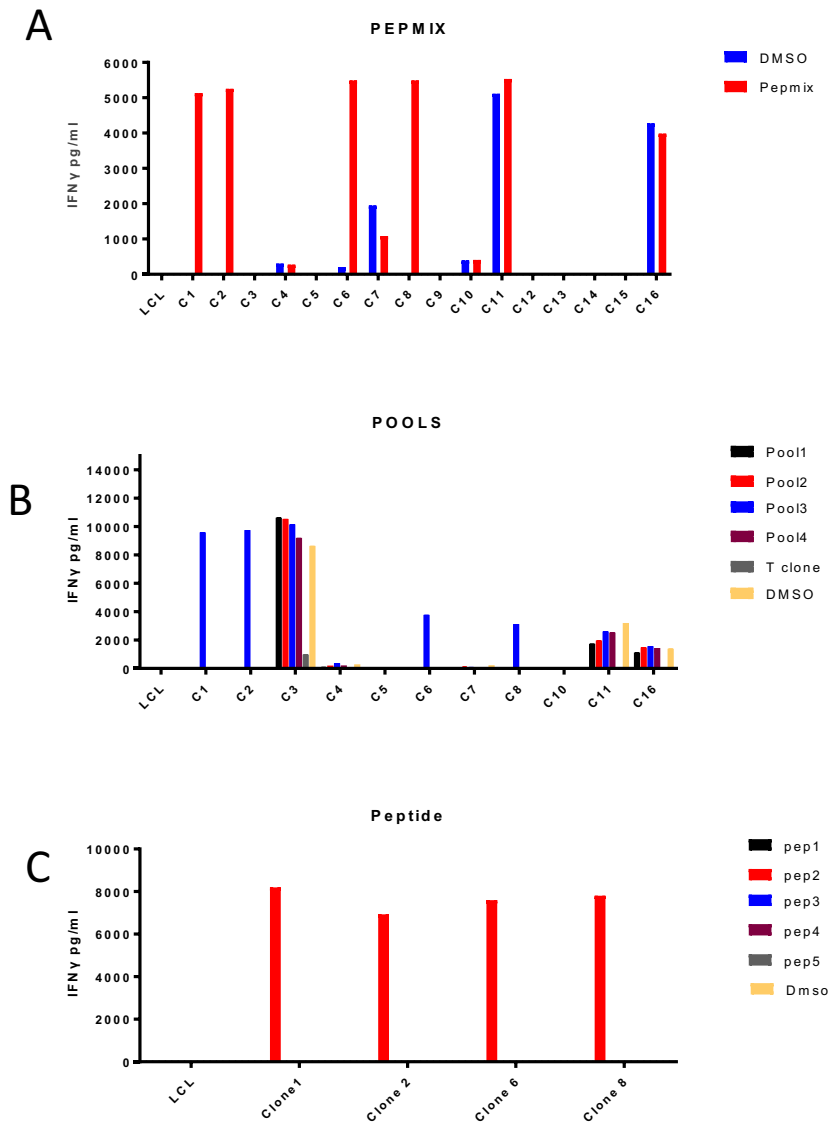 A
PEPMIX
DMSO
Pepmix
IFNγ pg/ml
6000
5000
4000
3000
2000
1000
0
LCL C1 C2 C3 C4 C5 C6 C7 C8 C9 C10 C11 C12 C13 C14 C15 C16
POOLS
B
Pool1
Pool2
Pool3
Pool4
T clone
DMSO
IFNγ pg/ml
14000
12000
10000
8000
6000
4000
2000
0
LCL C1 C2 C3 C4 C5 C6 C7 C8 C10 C11 C16
Peptide
C
pep1
pep2
pep3
pep4
pep5
Dmso
IFNγ pg/ml
10000
8000
6000
4000
2000
0
LCL Clone1 Clone 2 Clone 6 Clone 8